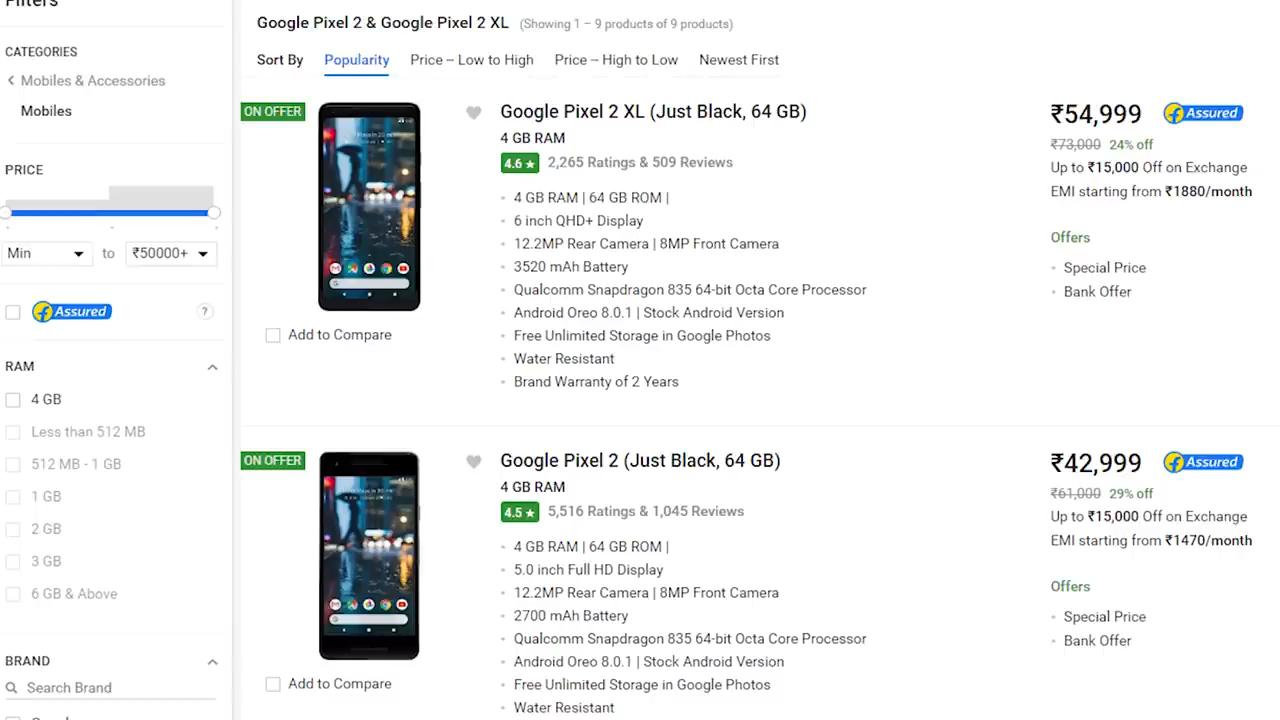 Filters
CATEGORIES
Mobiles & Accessories
Mobiles
PRICE
Min
to
₹50000+
Assured
?
RAM
4 GB
Less than 512 MB
512 MB - 1 GB
1 GB
2 GB
3 GB
6 GB & Above
BRAND
Search Brand
Google Pixel 2 & Google Pixel 2 XL (Showing 1 – 9 products of 9 products)
Sort By Popularity Price -- Low to High Price -- High to Low Newest First
ON OFFER
Google Pixel 2 XL (Just Black, 64 GB)
4 GB RAM
4.6 ★ 2,265 Ratings & 509 Reviews
4 GB RAM | 64 GB ROM |
6 inch QHD+ Display
12.2MP Rear Camera | 8MP Front Camera
3520 mAh Battery
Qualcomm Snapdragon 835 64-bit Octa Core Processor
Android Oreo 8.0.1 | Stock Android Version
Free Unlimited Storage in Google Photos
Water Resistant
Brand Warranty of 2 Years
Add to Compare
₹54,999 Assured
₹73,000 24% off
Up to ₹15,000 Off on Exchange
EMI starting from ₹1880/month
Offers
Special Price
Bank Offer
ON OFFER
Google Pixel 2 (Just Black, 64 GB)
4 GB RAM
4.5 ★ 5,516 Ratings & 1,045 Reviews
4 GB RAM | 64 GB ROM |
5.0 inch Full HD Display
12.2MP Rear Camera | 8MP Front Camera
2700 mAh Battery
Qualcomm Snapdragon 835 64-bit Octa Core Processor
Android Oreo 8.0.1 | Stock Android Version
Free Unlimited Storage in Google Photos
Water Resistant
Add to Compare
₹42,999 Assured
₹61,000 29% off
Up to ₹15,000 Off on Exchange
EMI starting from ₹1470/month
Offers
Special Price
Bank Offer